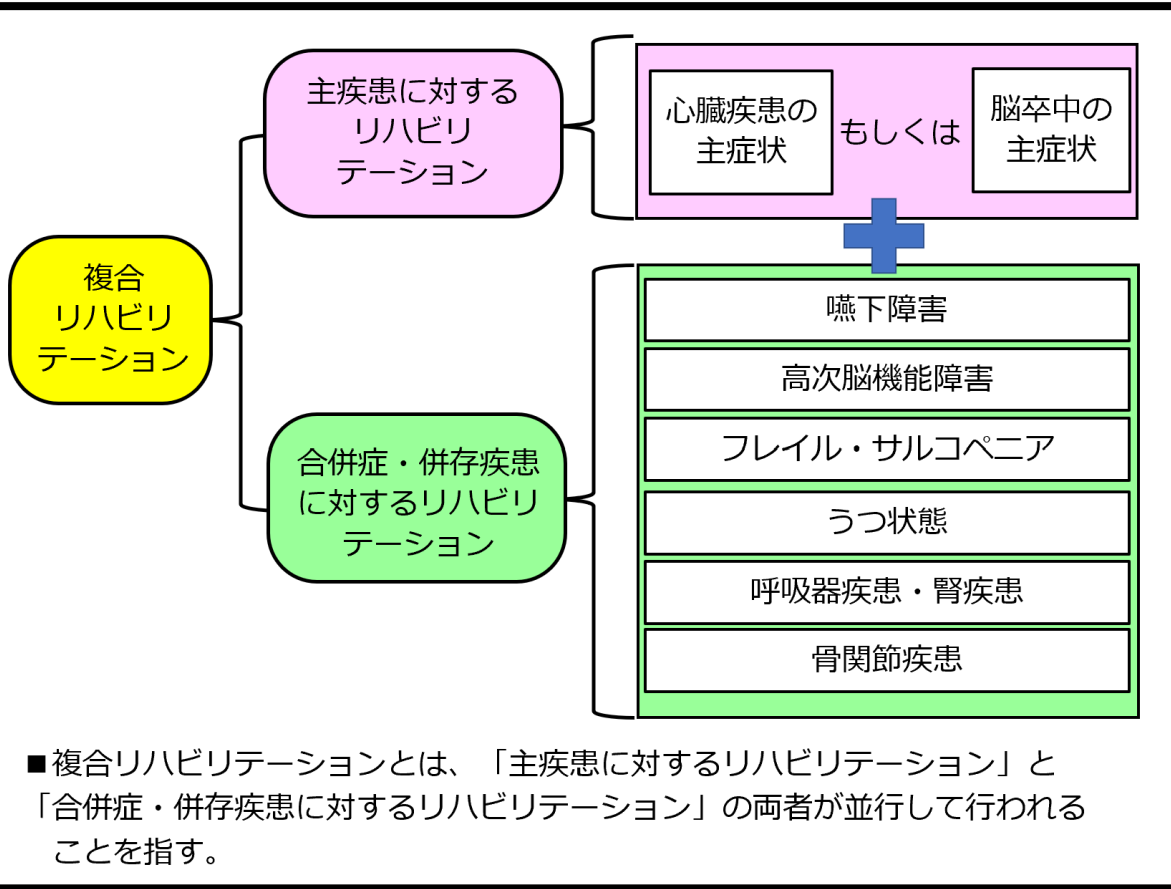 主疾患に対する
リハビリ
テーション
心臓疾患の
主症状
もしくは
脳卒中の
主症状
複合
リハビリ
テーション
合併症・併存疾患
に対するリハビリ
テーション
嚥下障害
高次脳機能障害
フレイル・サルコペニア
うつ状態
呼吸器疾患・腎疾患
骨関節疾患
■複合リハビリテーションとは、「主疾患に対するリハビリテーション」と
「合併症・併存疾患に対するリハビリテーション」の両者が並行して行われる
ことを指す。